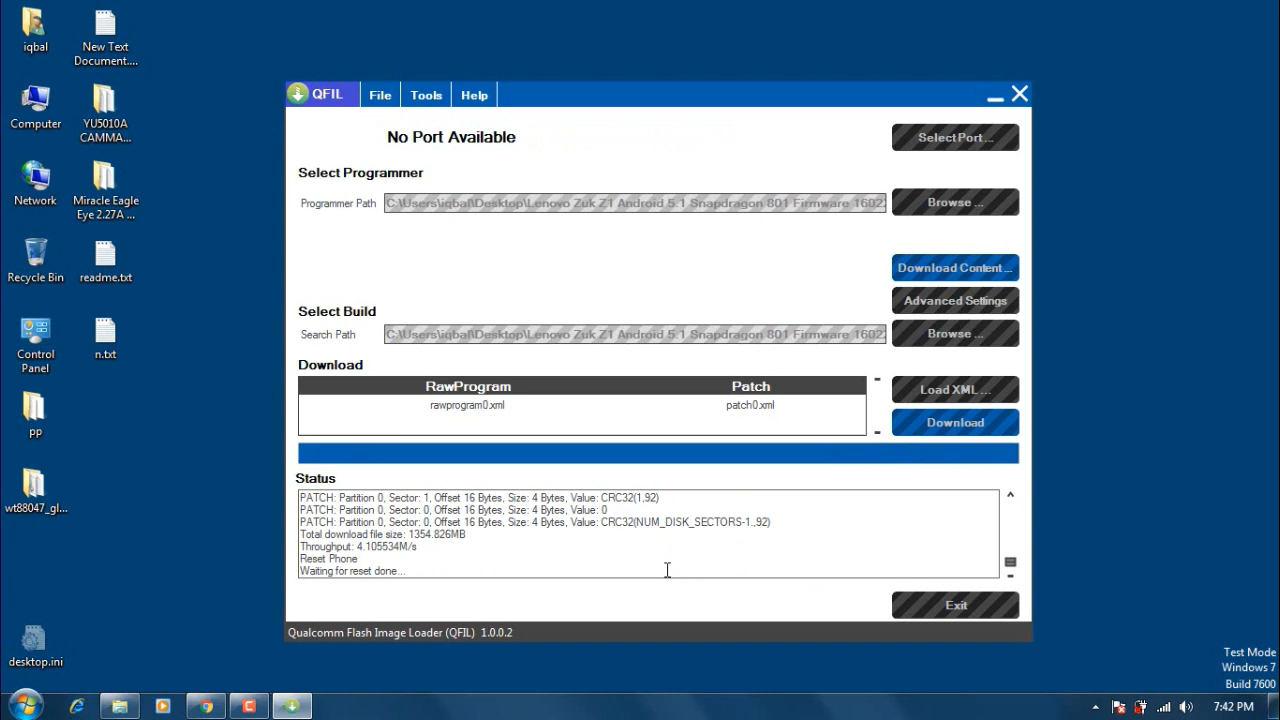 iqbal
New Text
Document....
Computer
YU5010A
CAMMA...
Network
Miracle Eagle
Eye 2.27A ...
Recycle Bin
readme.txt
Control
Panel
n.txt
pp
wt88047_gl...
desktop.ini
QFIL
File
Tools
Help
No Port Available
Select Port ...
Select Programmer
Programmer Path
C:\Users\iqbal\Desktop\Lenovo Zuk Z1 Android 5.1 Snapdragon 801 Firmware 1602
Browse ...
Download Content ...
Advanced Settings
Select Build
Search Path
C:\Users\iqbal\Desktop\Lenovo Zuk Z1 Android 5.1 Snapdragon 801 Firmware 1602
Browse ...
Download
RawProgram
Patch
rawprogram0.xml
patch0.xml
Load XML ...
Download
Status
PATCH: Partition 0, Sector: 1, Offset 16 Bytes, Size: 4 Bytes, Value: CRC32(1,92)
PATCH: Partition 0, Sector: 0, Offset 16 Bytes, Size: 4 Bytes, Value: 0
PATCH: Partition 0, Sector: 0, Offset 16 Bytes, Size: 4 Bytes, Value: CRC32(NUM_DISK_SECTORS-1.,92)
Total download file size: 1354.826MB
Throughput: 4.105534M/s
Reset Phone
Waiting for reset done...
Exit
Qualcomm Flash Image Loader (QFIL) 1.0.0.2
Test Mode
Windows 7
Build 7600
7:42 PM